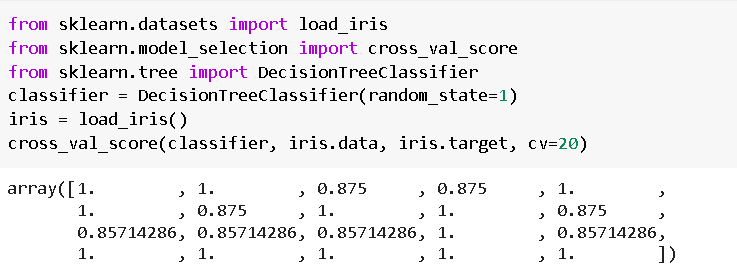 from sklearn.datasets import load_iris
from sklearn.model_selection import cross_val_score
from sklearn.tree import DecisionTreeClassifier
classifier = DecisionTreeClassifier(random_state=1)
iris = load_iris()
cross_val_score(classifier, iris.data, iris.target, cv=20)
array([1.        , 1.        , 0.875     , 0.875     , 1.        ,
       1.        , 0.875     , 1.        , 1.        , 0.875     ,
       0.85714286, 0.85714286, 0.85714286, 1.        , 0.85714286,
       1.        , 1.        , 1.        , 1.        , 1.        ])